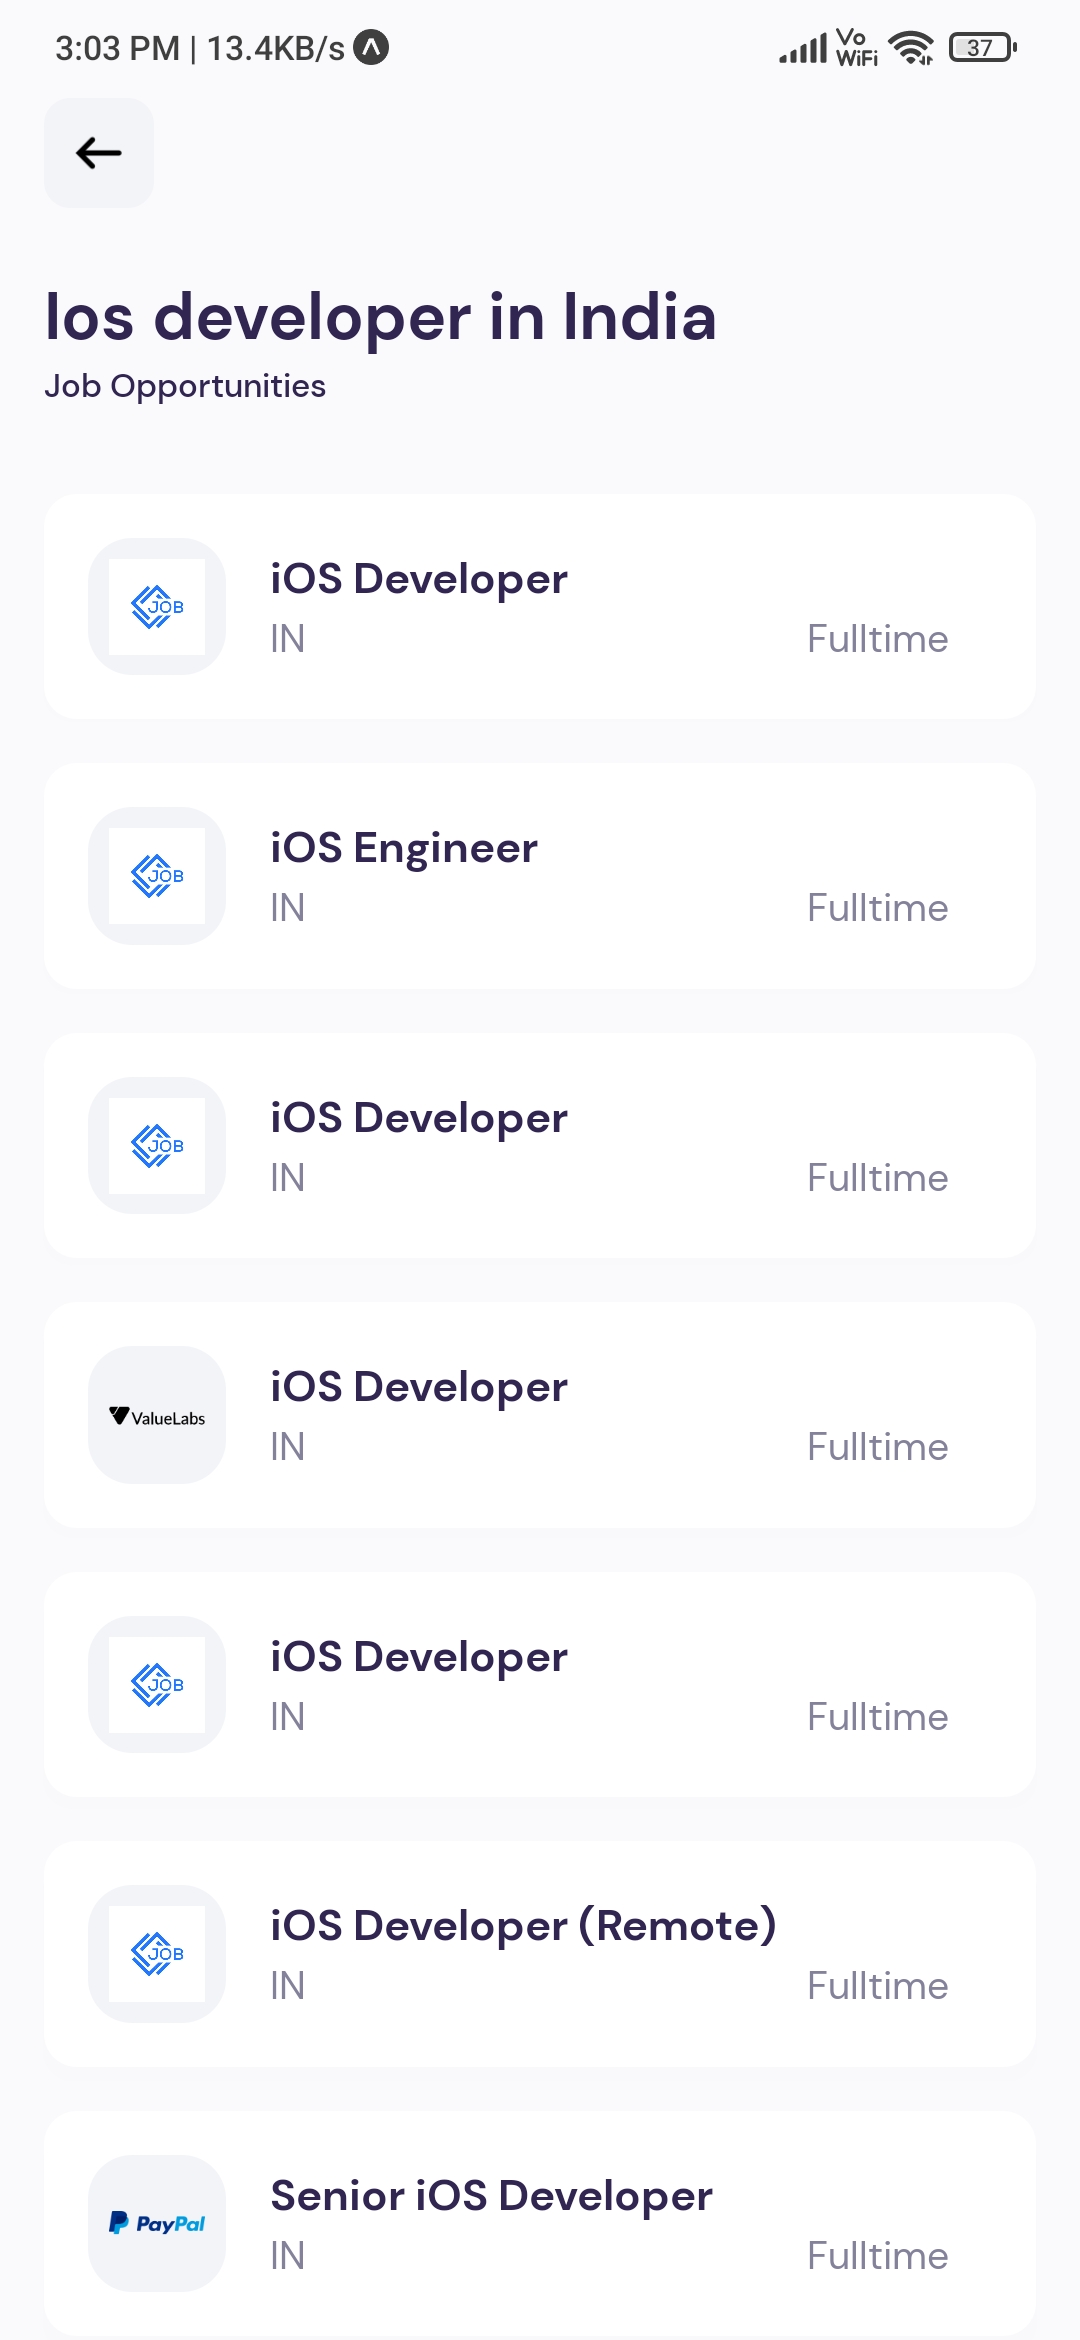 3:03 PM | 13.4KB/s
Vo
WiFi
37
Ios developer in India
Job Opportunities
JOB
iOS Developer
IN Fulltime
JOB
iOS Engineer
IN Fulltime
JOB
iOS Developer
IN Fulltime
ValueLabs
iOS Developer
IN Fulltime
JOB
iOS Developer
IN Fulltime
JOB
iOS Developer (Remote)
IN Fulltime
PayPal
Senior iOS Developer
IN Fulltime